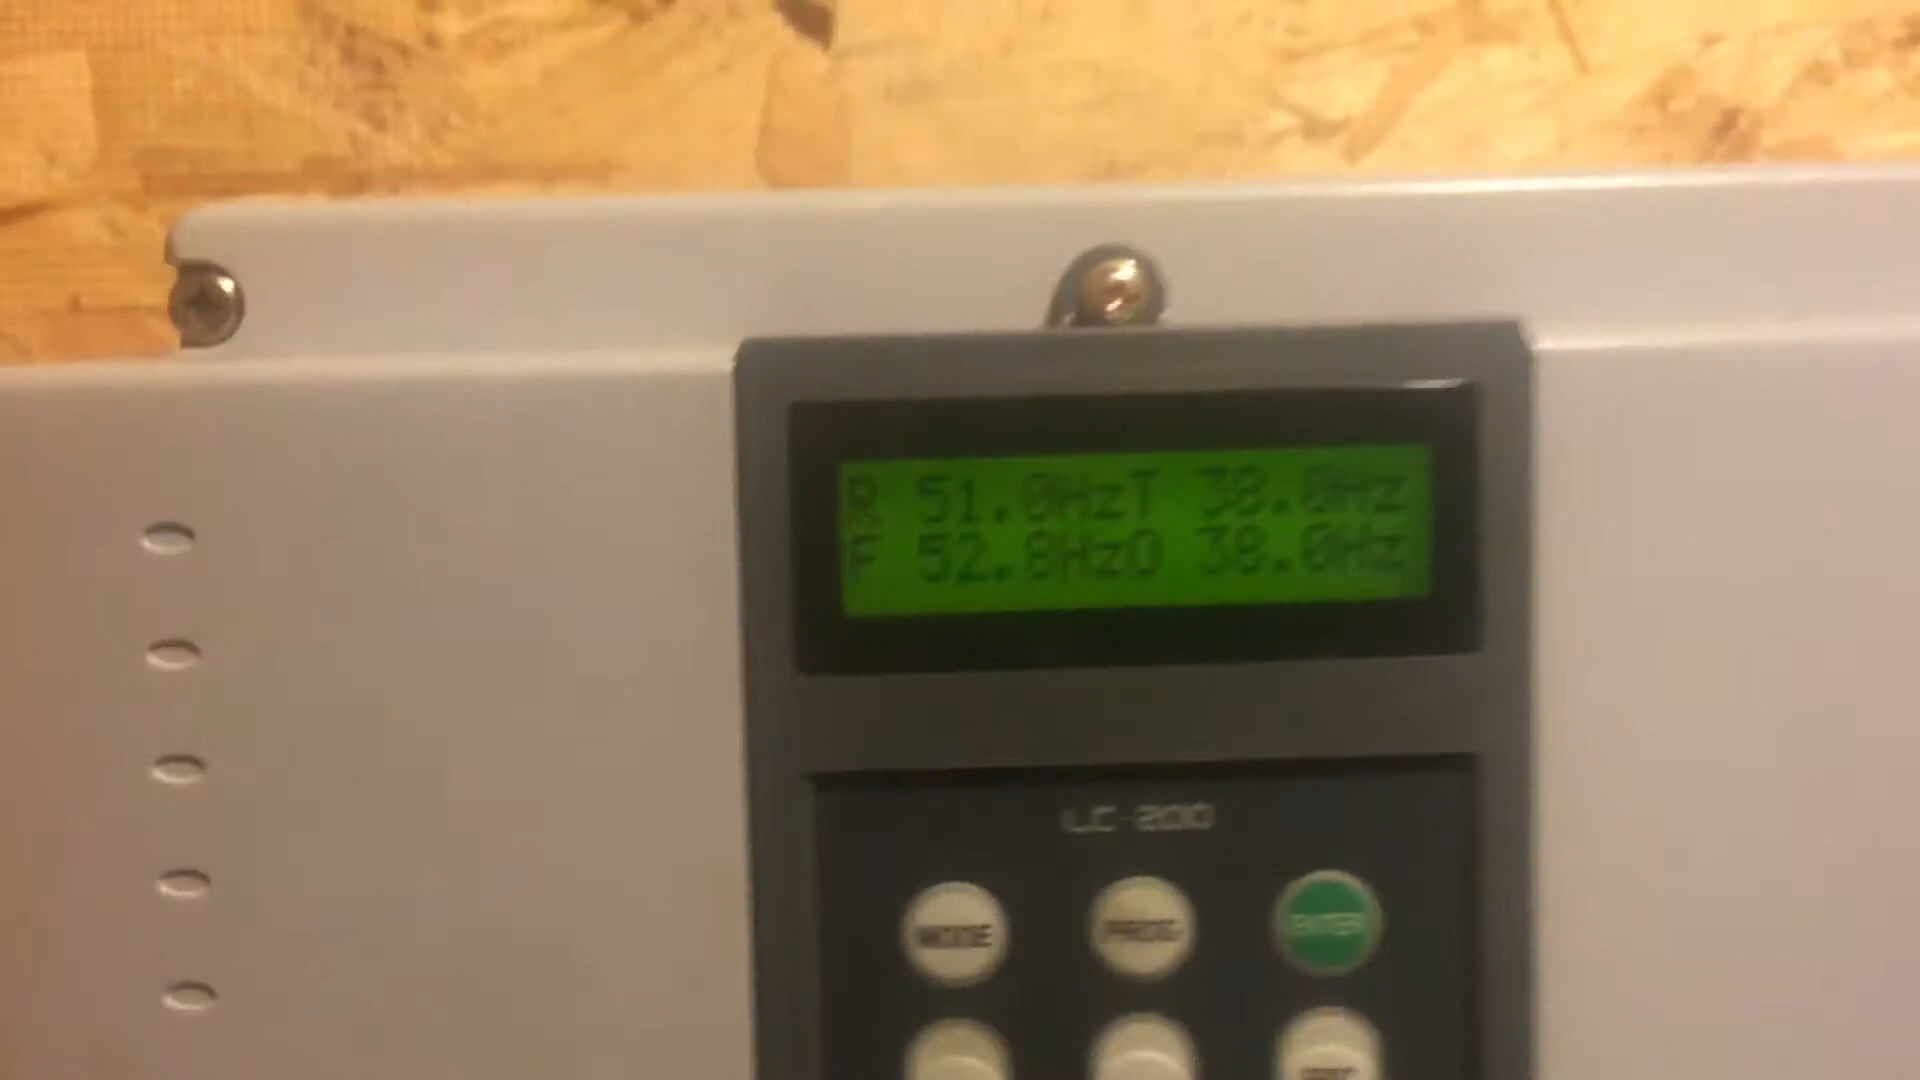 R 51.0HzT 38.0Hz
F 52.8HzO 38.0Hz
LC-200
MODE
PROG
ENTER